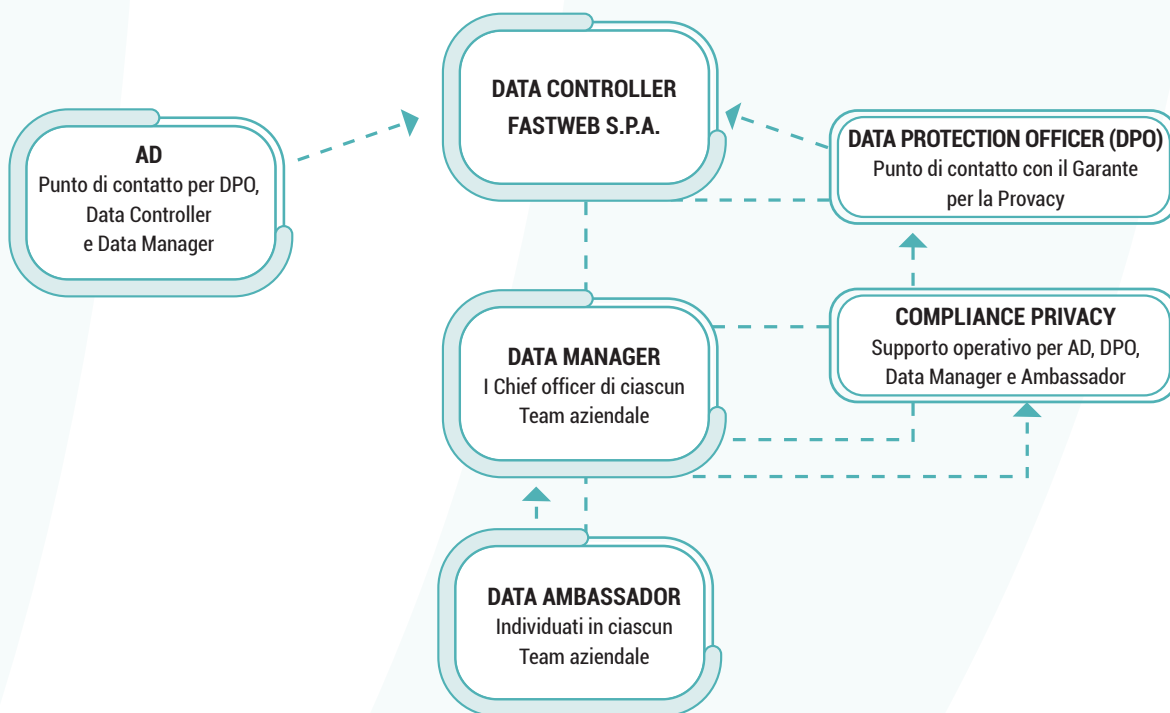 DATA CONTROLLER
FASTWEB S.P.A.
AD
Punto di contatto per DPO,
Data Controller
e Data Manager
DATA PROTECTION OFFICER (DPO)
Punto di contatto con il Garante
per la Provacy
DATA MANAGER
I Chief officer di ciascun
Team aziendale
COMPLIANCE PRIVACY
Supporto operativo per AD, DPO,
Data Manager e Ambassador
DATA AMBASSADOR
Individuati in ciascun
Team aziendale